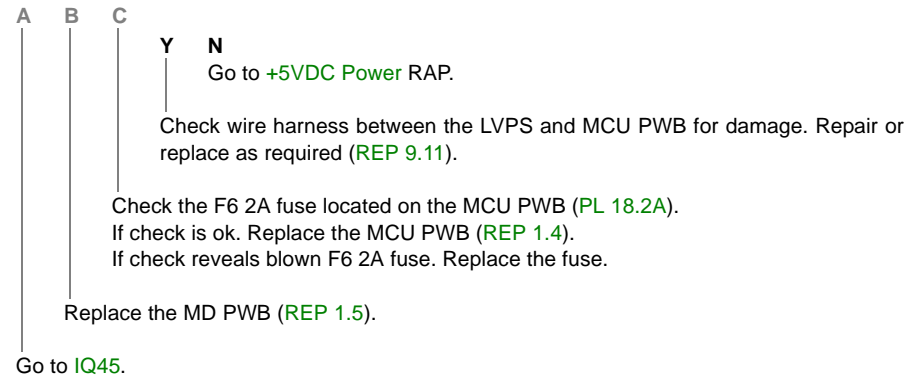 A B C
Y N
Go to +5VDC Power RAP.
Check wire harness between the LVPS and MCU PWB for damage. Repair or
replace as required (REP 9.11).
Check the F6 2A fuse located on the MCU PWB (PL 18.2A).
If check is ok. Replace the MCU PWB (REP 1.4).
If check reveals blown F6 2A fuse. Replace the fuse.
Replace the MD PWB (REP 1.5).
Go to IQ45.